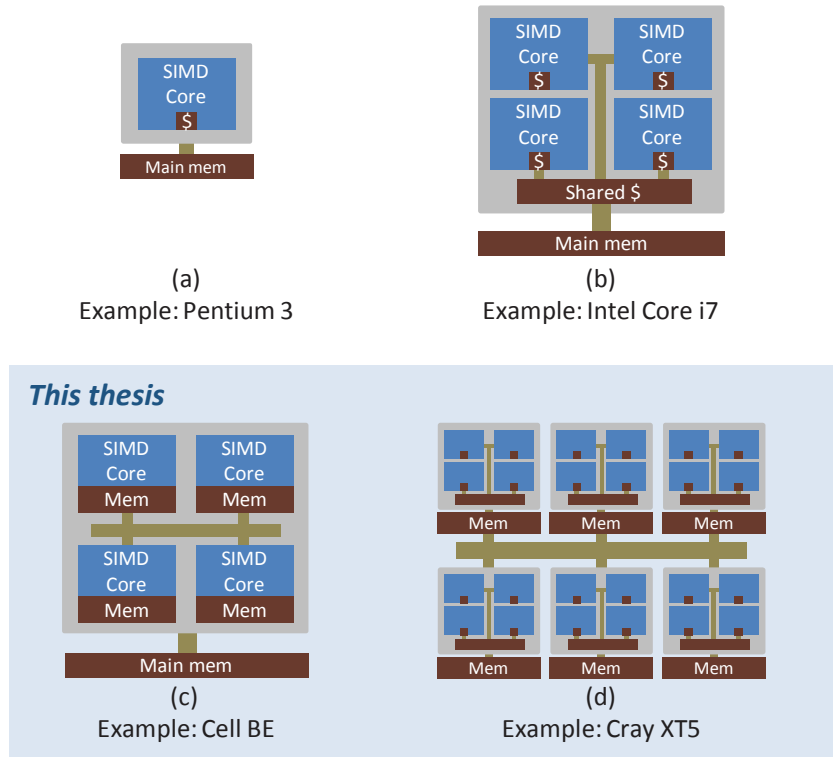 SIMD
Core
$
Main mem
(a)
Example: Pentium 3
SIMD
Core
$
SIMD
Core
$
SIMD
Core
$
SIMD
Core
$
Shared $
Main mem
(b)
Example: Intel Core i7
This thesis
SIMD
Core
Mem
SIMD
Core
Mem
SIMD
Core
Mem
SIMD
Core
Mem
Main mem
(c)
Example: Cell BE
Mem
Mem
Mem
Mem
Mem
Mem
(d)
Example: Cray XT5